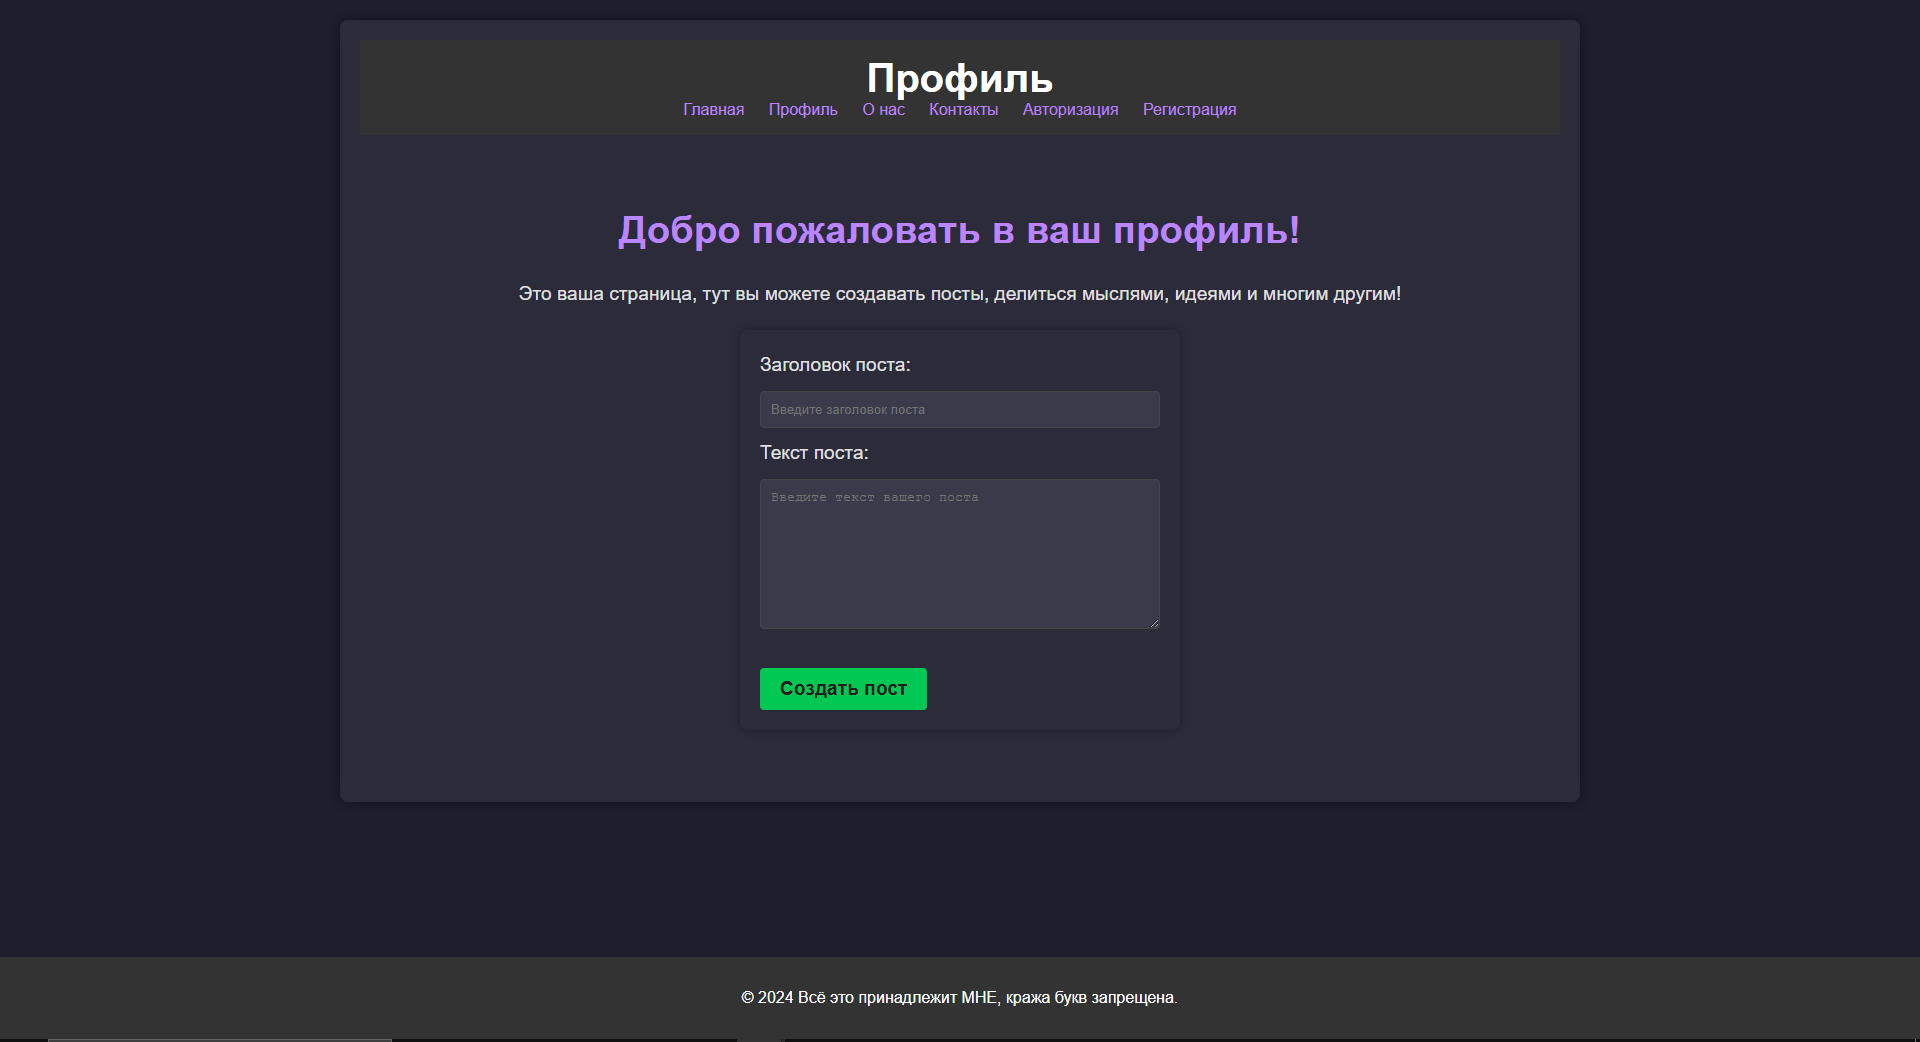 Профиль
Главная Профиль О нас Контакты Авторизация Регистрация
Добро пожаловать в ваш профиль!
Это ваша страница, тут вы можете создавать посты, делиться мыслями, идеями и многим другим!
Заголовок поста:
Введите заголовок поста
Текст поста:
Введите текст вашего поста
Создать пост
© 2024 Всё это принадлежит МНЕ, кража букв запрещена.